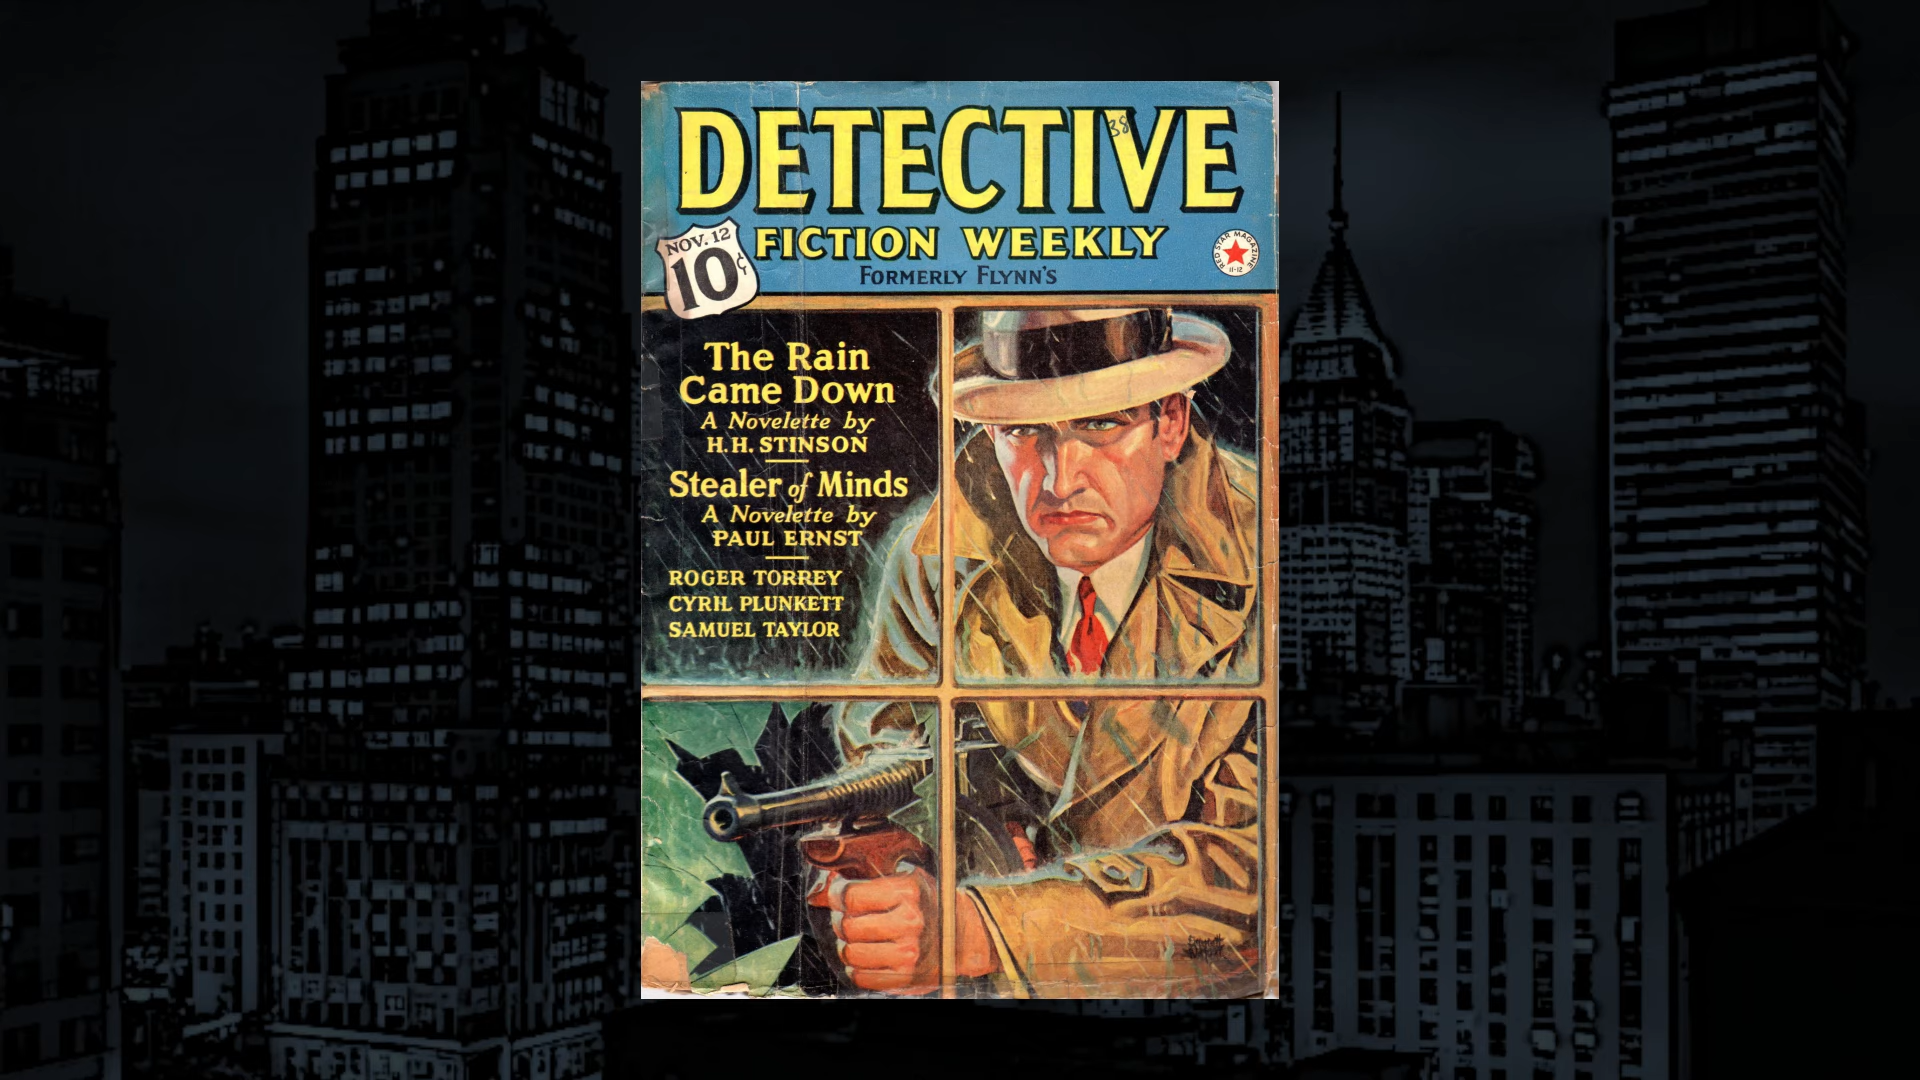 DETECTIVE
38
FICTION WEEKLY
FORMERLY FLYNN'S
NOV. 12
10¢
RED STAR MAGAZINE
11-12
The Rain
Came Down
A Novelette by
H.H. STINSON
Stealer of Minds
A Novelette by
PAUL ERNST
ROGER TORREY
CYRIL PLUNKETT
SAMUEL TAYLOR